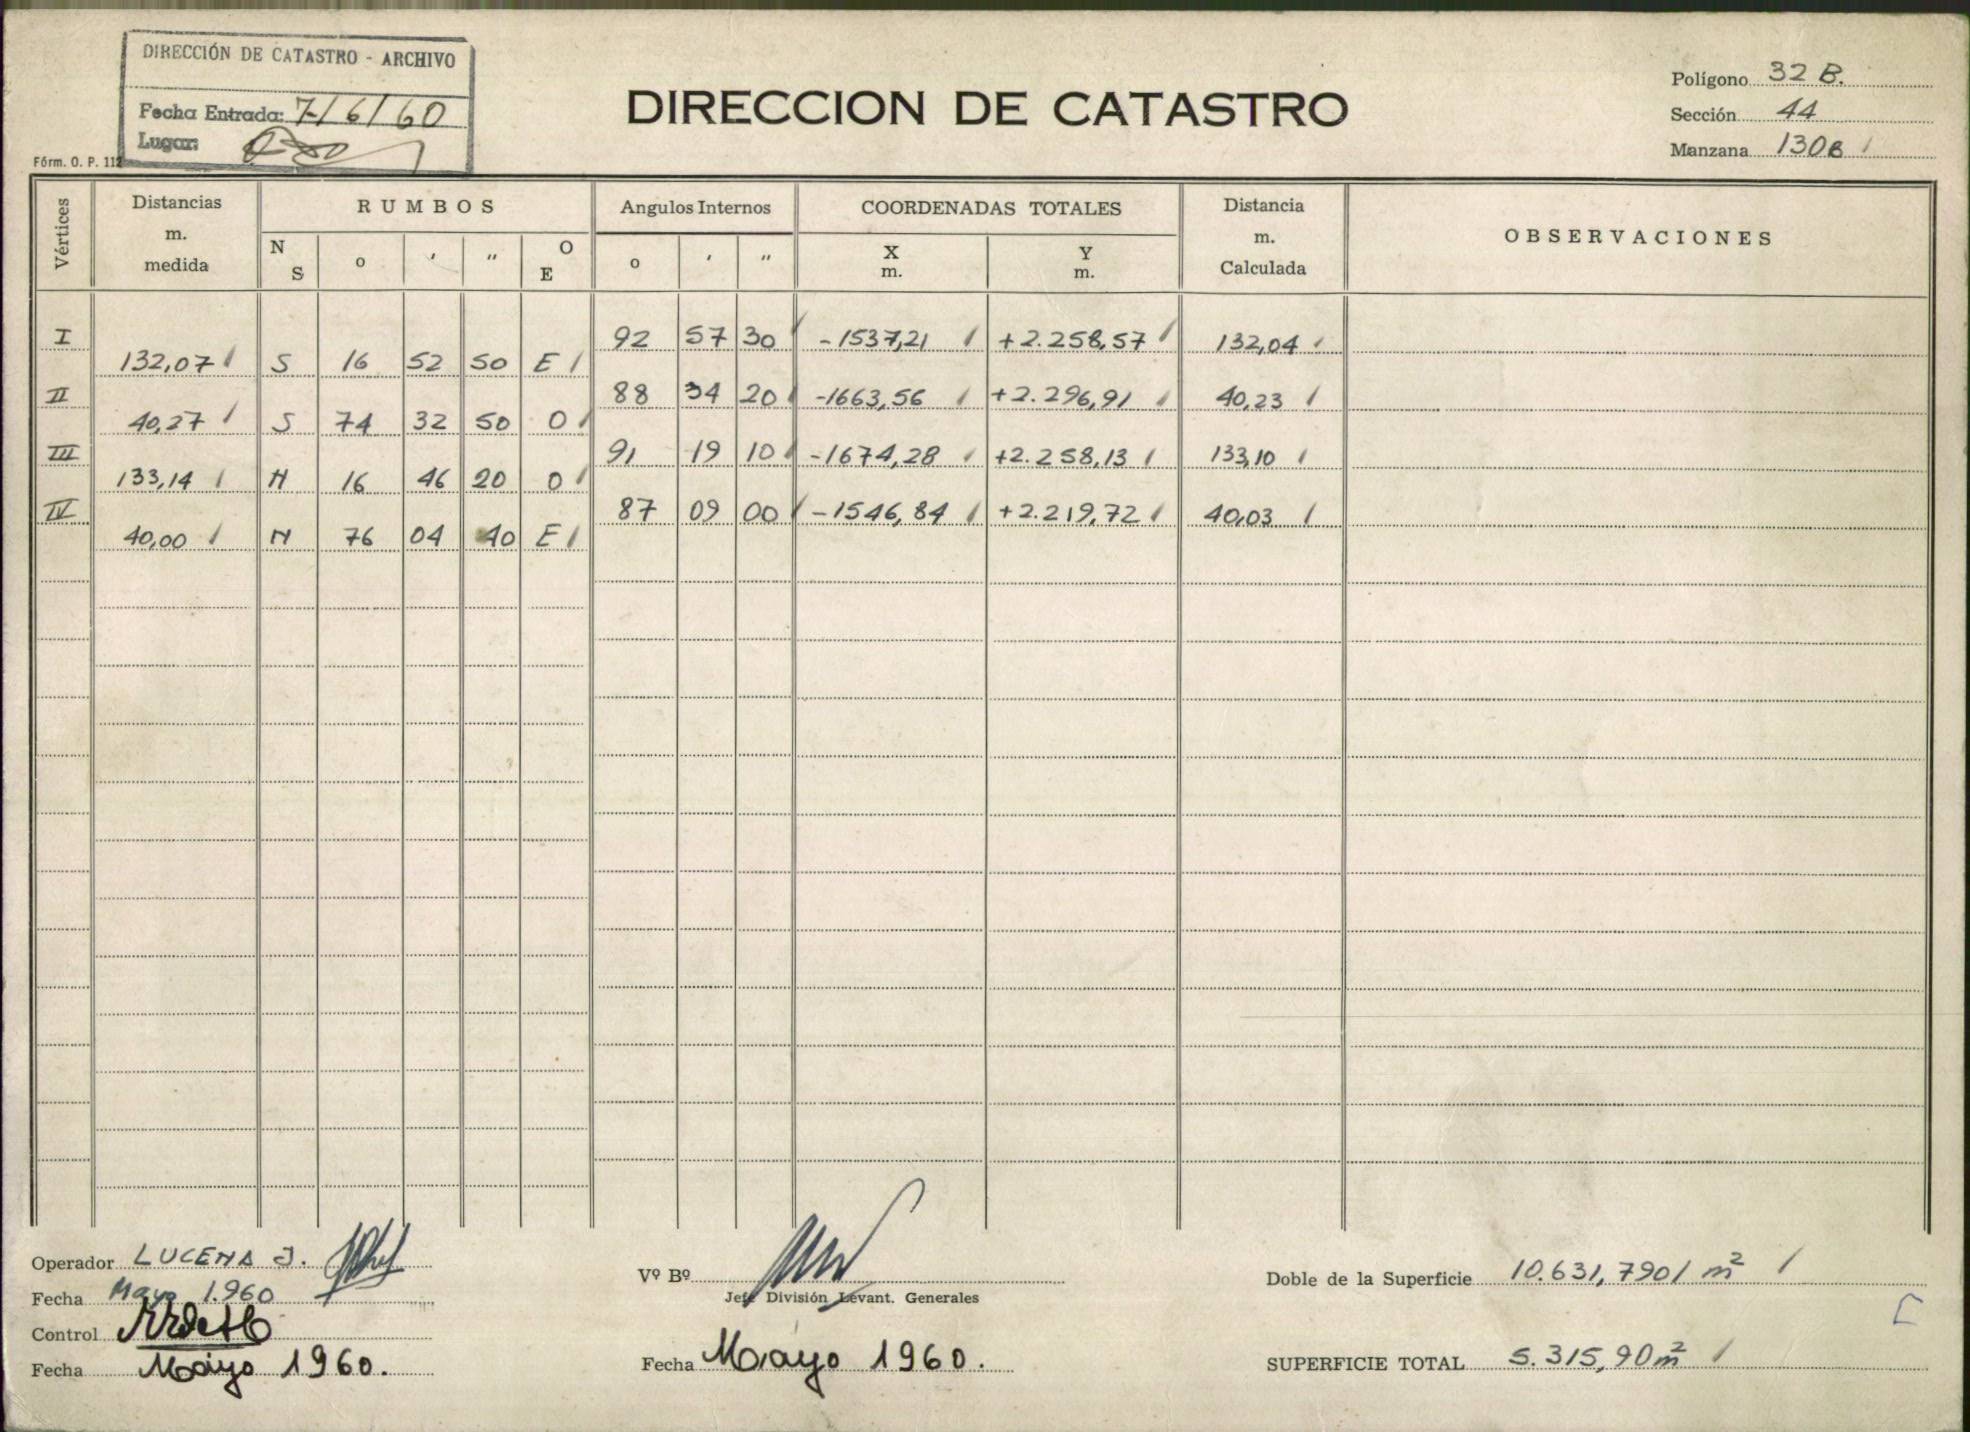 DIRECCIÓN DE CATASTRO - ARCHIVO
Fecha Entrada: 7/6/60
Lugar:
Fórm. O. P. 112
DIRECCION DE CATASTRO
Polígono 32 B.
Sección 44
Manzana 130B
Vértices
Distancias m. medida
RUMBOS
N S o ' " O E
Angulos Internos
o ' "
COORDENADAS TOTALES
X m. Y m.
Distancia m. Calculada
OBSERVACIONES
I 92 57 30 -1537,21 +2.258,57 132,04
132,07 S 16 52 50 E
II 88 34 20 -1663,56 +2.296,91 40,23
40,27 S 74 32 50 O
III 91 19 10 -1674,28 +2.258,13 133,10
133,14 N 16 46 20 O
IV 87 09 00 -1546,84 +2.219,72 40,03
40,00 N 76 04 40 E
Operador LUCENA J.
Fecha Mayo 1.960
Control
Fecha Mayo 1960.
Vº Bº
Jefe División Levant. Generales
Fecha Mayo 1960.
Doble de la Superficie 10.631,7901 m²
SUPERFICIE TOTAL 5.315,90 m²